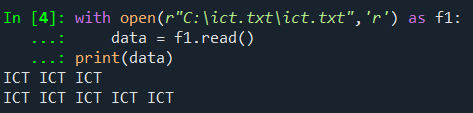 In [4]: with open(r"C:\ict.txt\ict.txt",'r') as f1:
   ...:     data = f1.read()
   ...: print(data)
ICT ICT ICT
ICT ICT ICT ICT ICT